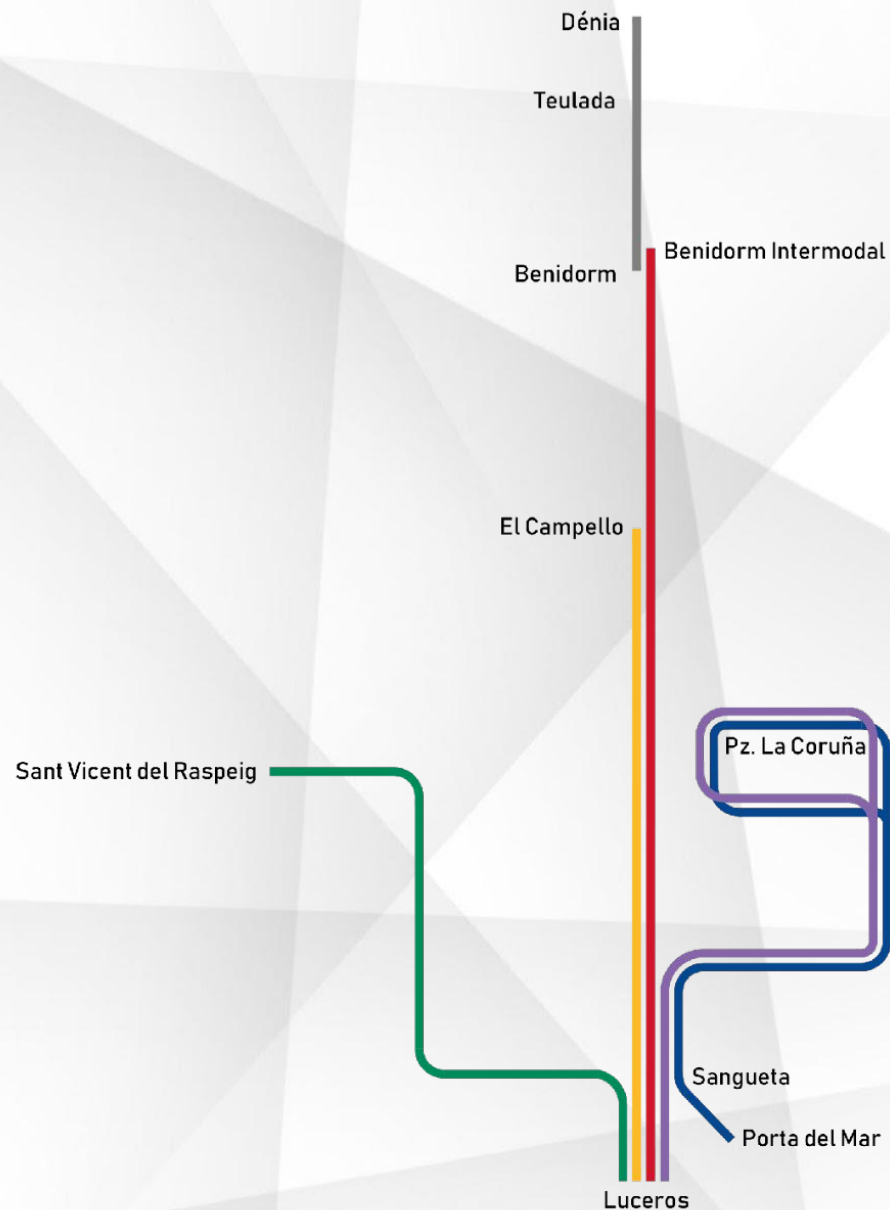 Dénia
Teulada
Benidorm Intermodal
Benidorm
El Campello
Pz. La Coruña
Sant Vicent del Raspeig
Sangueta
Porta del Mar
Luceros